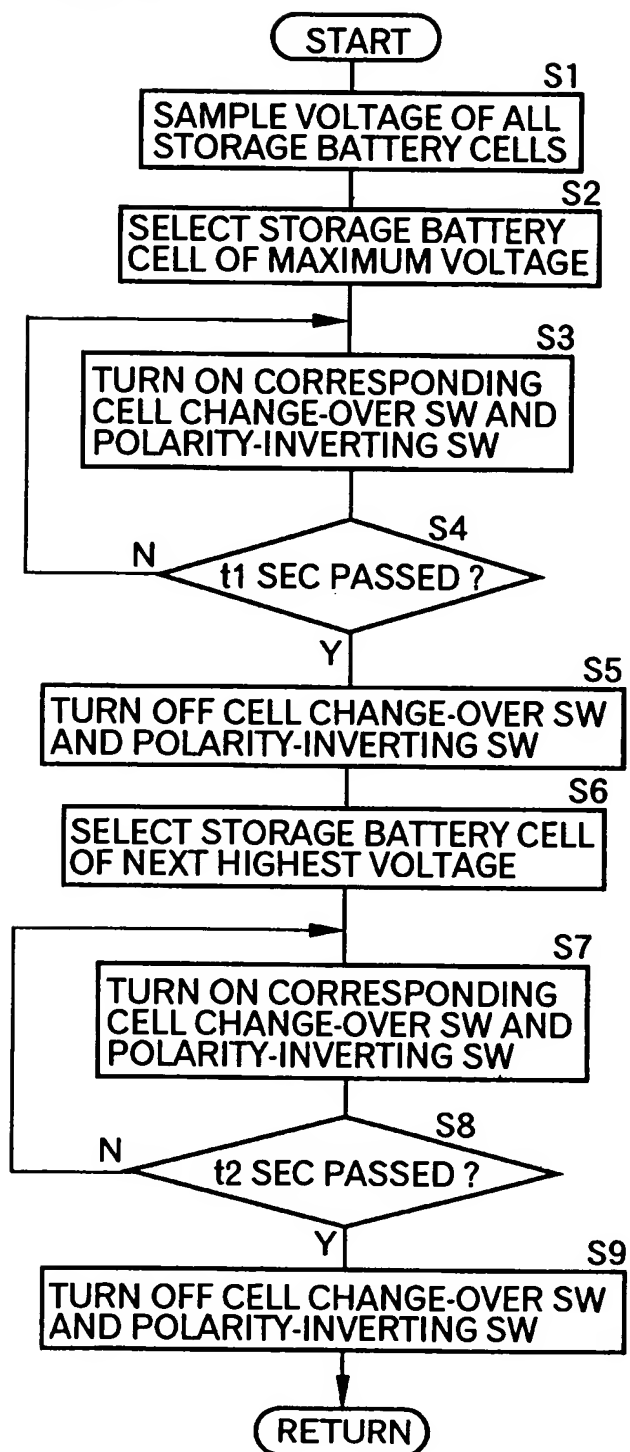 START
S1
SAMPLE VOLTAGE OF ALL
STORAGE BATTERY CELLS
S2
SELECT STORAGE BATTERY
CELL OF MAXIMUM VOLTAGE
S3
TURN ON CORRESPONDING
CELL CHANGE-OVER SW AND
POLARITY-INVERTING SW
S4
N
t1 SEC PASSED ?
Y
S5
TURN OFF CELL CHANGE-OVER SW
AND POLARITY-INVERTING SW
S6
SELECT STORAGE BATTERY CELL
OF NEXT HIGHEST VOLTAGE
S7
TURN ON CORRESPONDING
CELL CHANGE-OVER SW AND
POLARITY-INVERTING SW
S8
N
t2 SEC PASSED ?
Y
S9
TURN OFF CELL CHANGE-OVER SW
AND POLARITY-INVERTING SW
RETURN